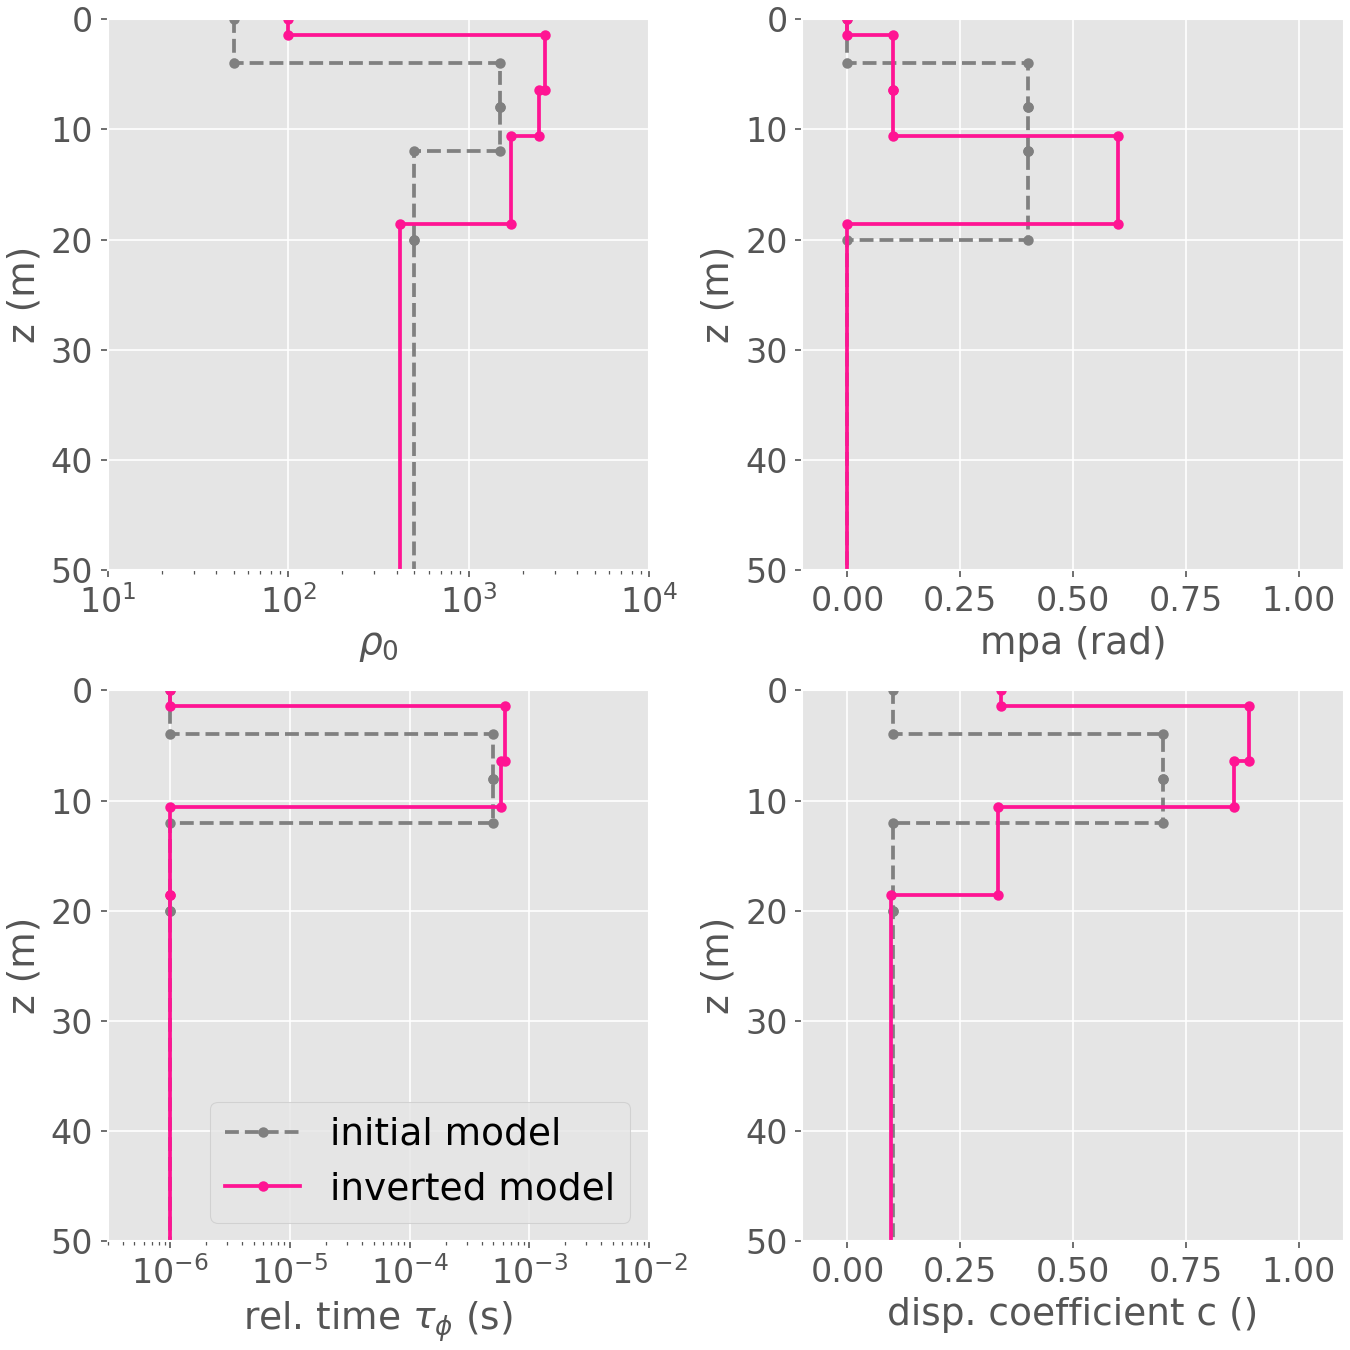 0
10
20
30
40
50
z (m)
10¹ 10² 10³ 10⁴
ρ₀
0
10
20
30
40
50
z (m)
0.00 0.25 0.50 0.75 1.00
mpa (rad)
0
10
20
30
40
50
z (m)
initial model
inverted model
10⁻⁶ 10⁻⁵ 10⁻⁴ 10⁻³ 10⁻²
rel. time τ_ϕ (s)
0
10
20
30
40
50
z (m)
0.00 0.25 0.50 0.75 1.00
disp. coefficient c ()